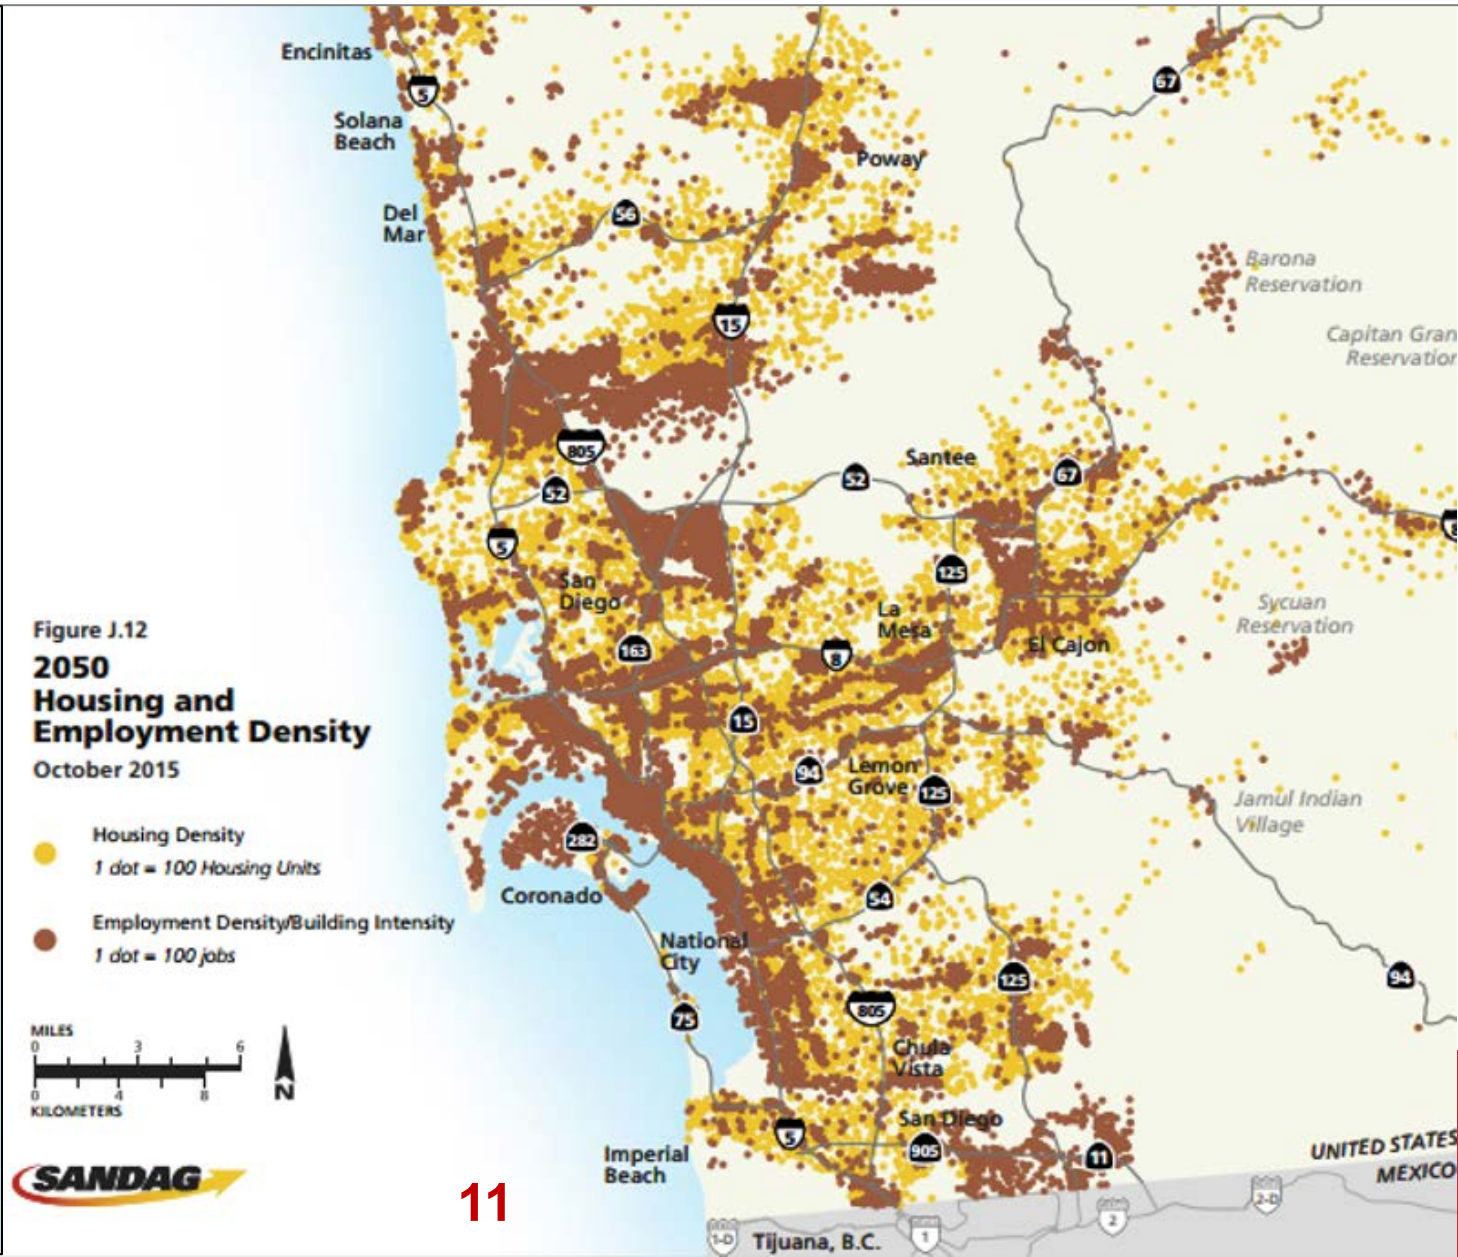 Encinitas
5
Solana
Beach
67
Poway
Del
Mar
56
Barona
Reservation
15
Capitan Gran
Reservation
805
Santee
67
52
52
5
8
125
San
Diego
La
Mesa
Sycuan
Reservation
163
8
El Cajon
Figure J.12
2050
Housing and
Employment Density
October 2015
15
94
Lemon
Grove
125
Jamul Indian
Village
Housing Density
1 dot = 100 Housing Units
282
Coronado
54
Employment Density/Building Intensity
1 dot = 100 jobs
National
City
125
94
805
75
MILES
0 3 6
0 4 8
KILOMETERS
N
Chula
Vista
San Diego
5
905
11
UNITED STATES
MEXICO
Imperial
Beach
SANDAG
11
1-D
Tijuana, B.C.
1
2
2-D